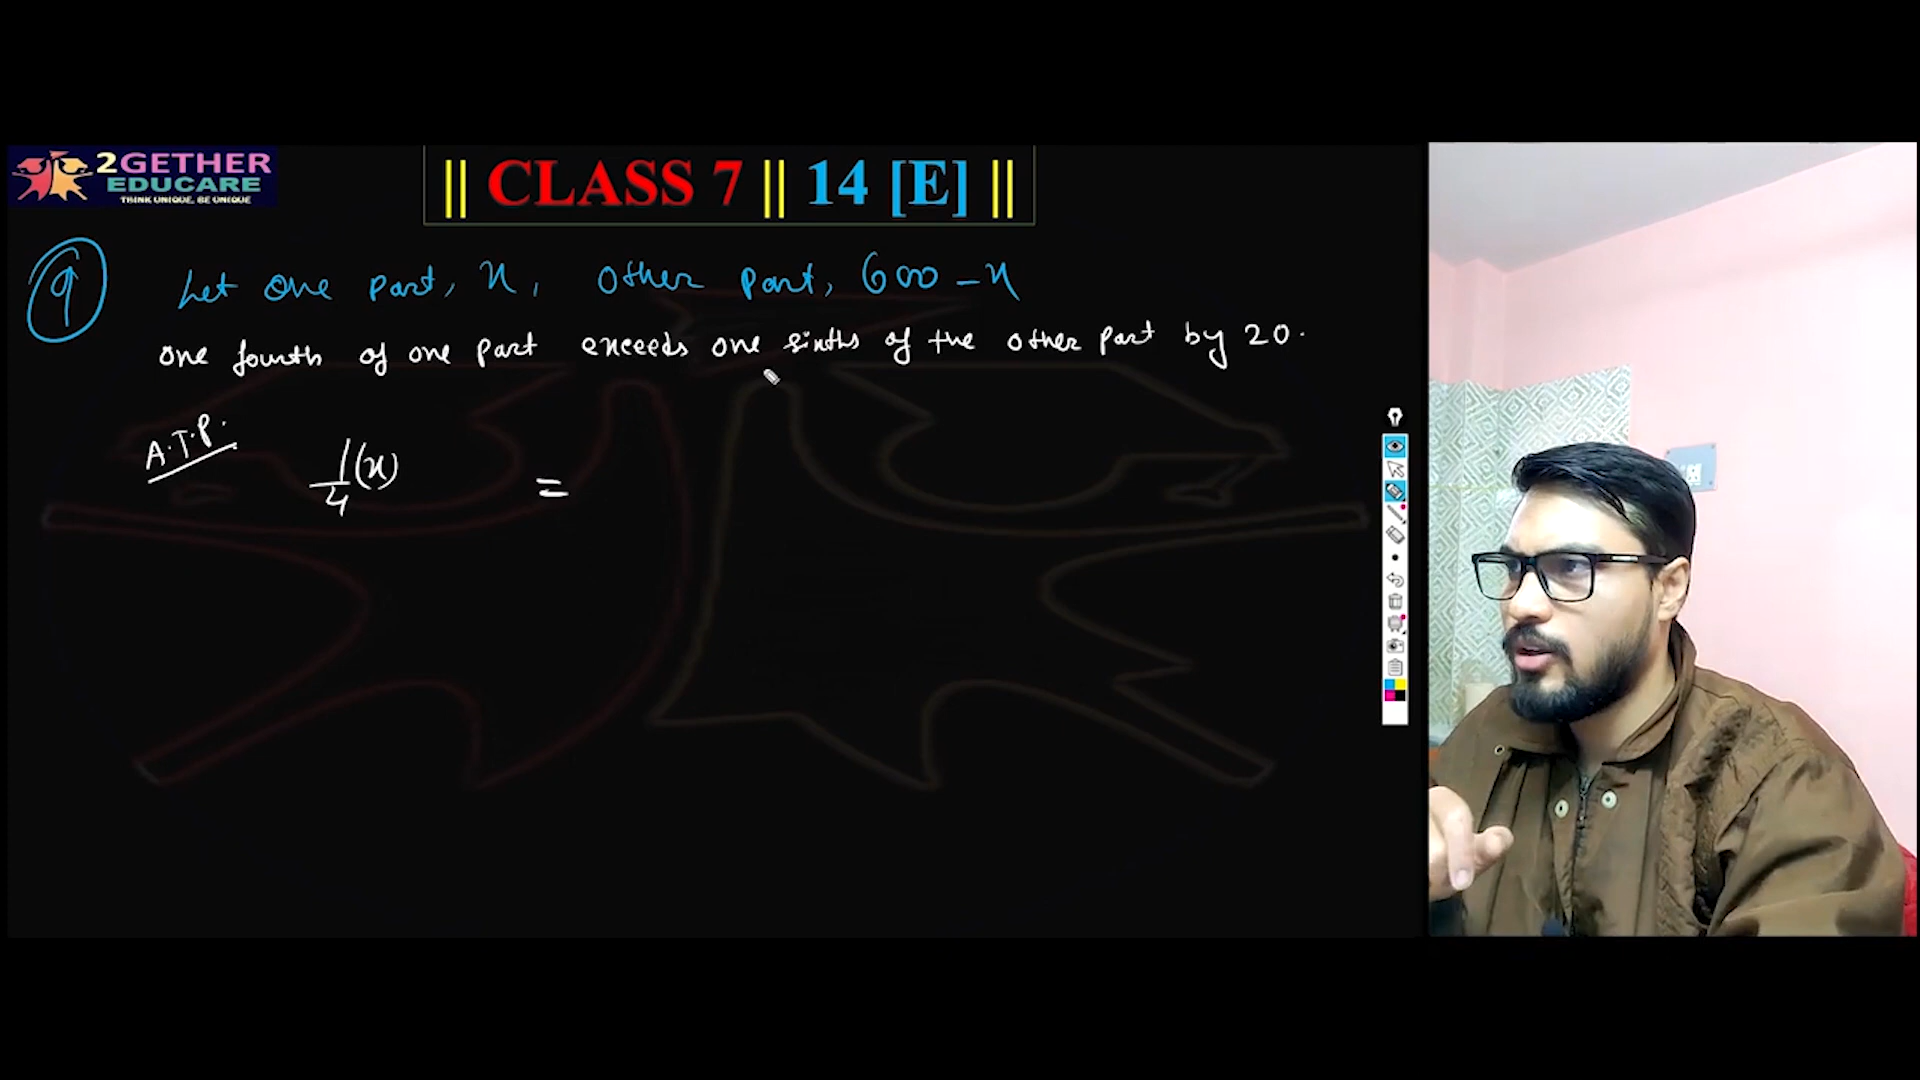 2GETHER
EDUCARE
THINK UNIQUE, BE UNIQUE
|| CLASS 7 || 14 [E] ||
9 Let one part, x, Other part, 600 - x
One fourth of one part exceeds one sixths of the other part by 20.
A.T.P. 1/4 (x) =